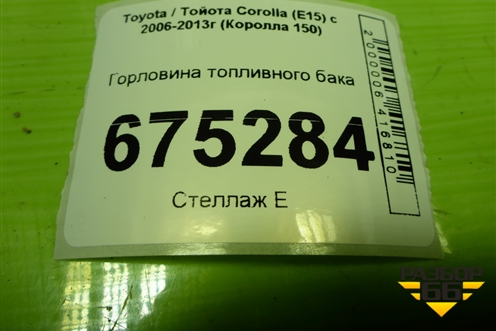 Toyota / Тойота Corolla (E15) с
2006-2013г (Королла 150)
Горловина топливного бака
675284
Стеллаж Е
2000006416810
РАЗБОР
66